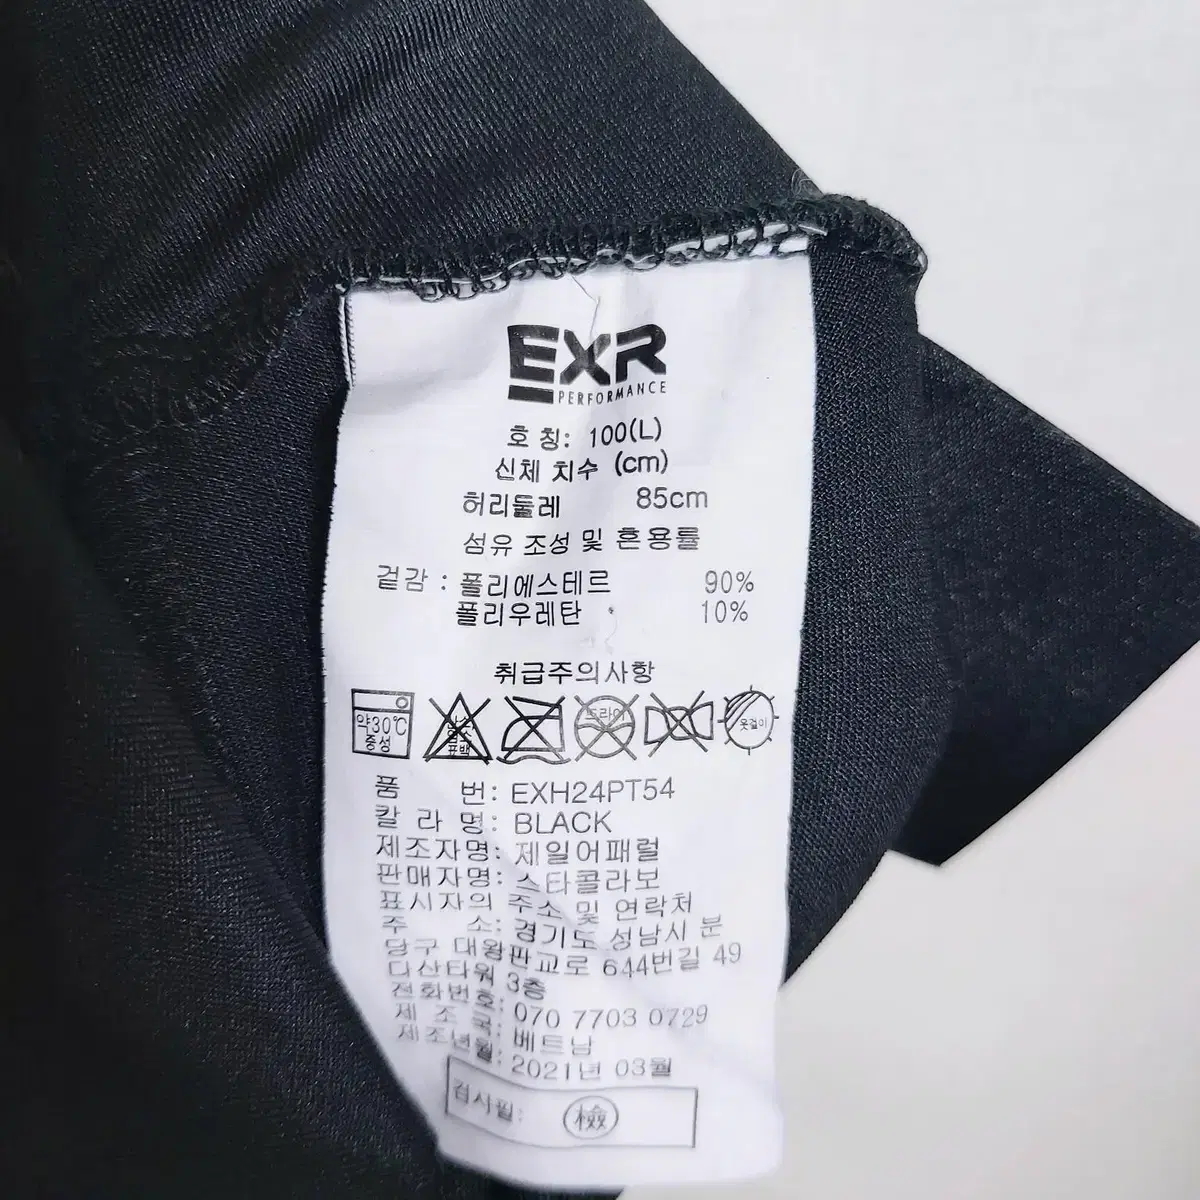 EXR
PERFORMANCE
호 칭: 100(L)
신체 치수 (cm)
허리둘레 85cm
섬유 조성 및 혼용률
겉감 : 폴리에스테르 90%
폴리우레탄 10%
취급주의사항
약30℃ 중성 표백 드라이 옷걸이
품 번: EXH24PT54
칼 라 명: BLACK
제조자명: 제일어패럴
판매자명: 스타콜라보
표시자의 주소 및 연락처
주 소: 경기도 성남시 분
당구 대왕판교로 644번길 49
다산타워 3층
전화번호: 070 7703 0729
제 조 국: 베트남
제조년월: 2021년 03월
검사필: 檢